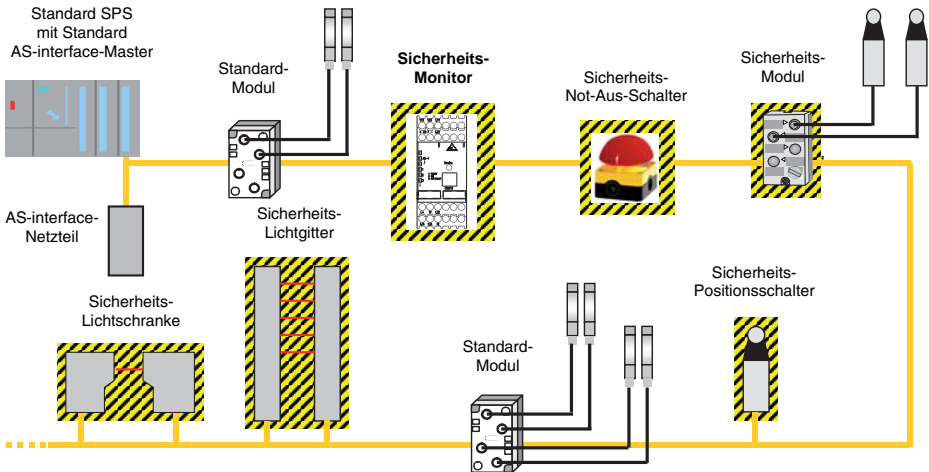 Standard SPS
mit Standard
AS-interface-Master
Standard-
Modul
Sicherheits-
Monitor
Sicherheits-
Not-Aus-Schalter
Sicherheits-
Modul
AS-interface-
Netzteil
Sicherheits-
Lichtgitter
Sicherheits-
Lichtschranke
Standard-
Modul
Sicherheits-
Positionsschalter